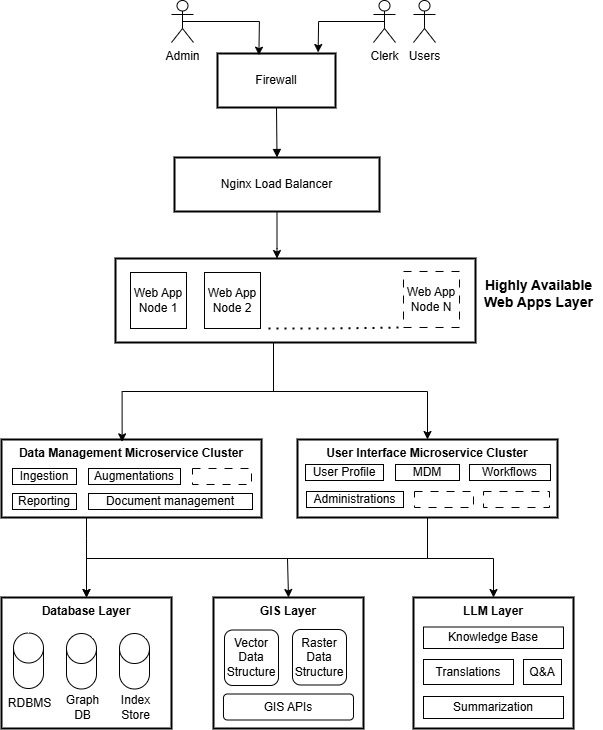 Admin
Clerk
Users
Firewall
Nginx Load Balancer
Web App
Node 1
Web App
Node 2
Web App
Node N
Highly Available
Web Apps Layer
Data Management Microservice Cluster
Ingestion
Augmentations
Reporting
Document management
User Interface Microservice Cluster
User Profile
MDM
Workflows
Administrations
Database Layer
RDBMS
Graph
DB
Index
Store
GIS Layer
Vector
Data
Structure
Raster
Data
Structure
GIS APIs
LLM Layer
Knowledge Base
Translations
Q&A
Summarization